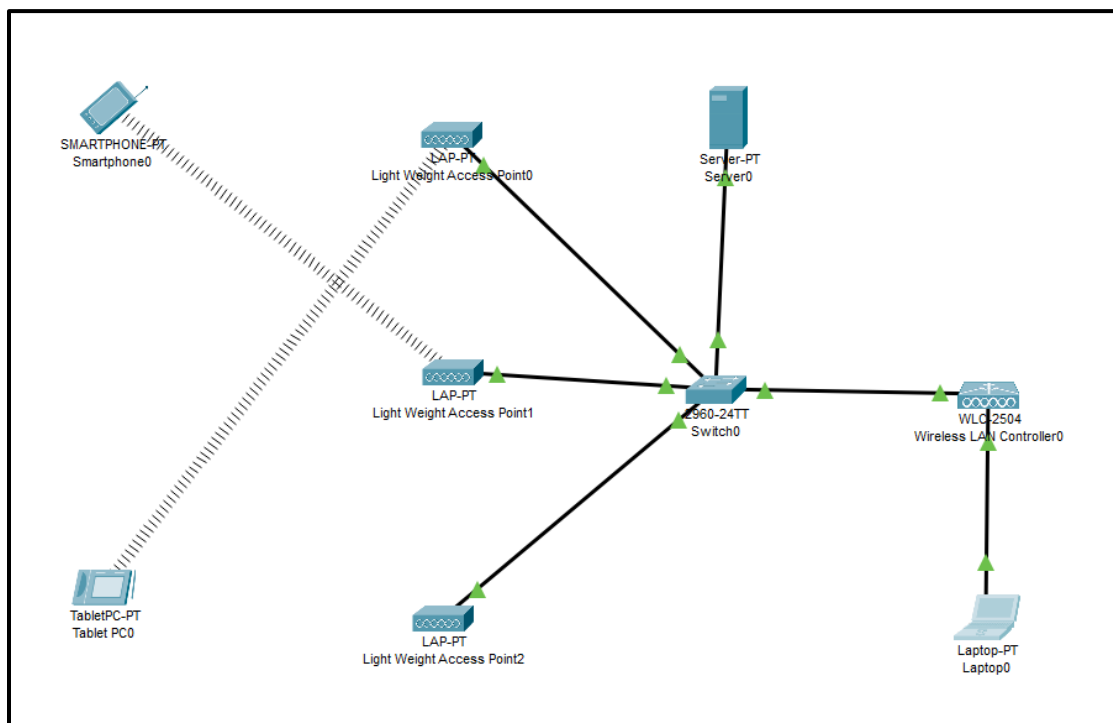 SMARTPHONE-PT
Smartphone0
LAP-PT
Light Weight Access Point0
Server-PT
Server0
LAP-PT
Light Weight Access Point1
2960-24TT
Switch0
WLC-2504
Wireless LAN Controller0
TabletPC-PT
Tablet PC0
LAP-PT
Light Weight Access Point2
Laptop-PT
Laptop0